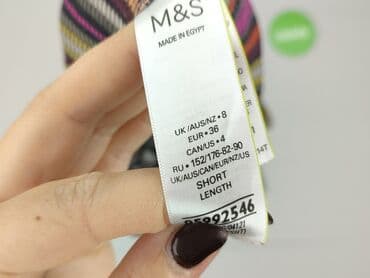 M&S
MADE IN EGYPT
UK/AUS/NZ • 8
EUR • 36
CAN/US • 4
RU • 152/176-82-90
UK/AUS/CAN/EUR/NZ/US
SHORT
LENGTH
14T